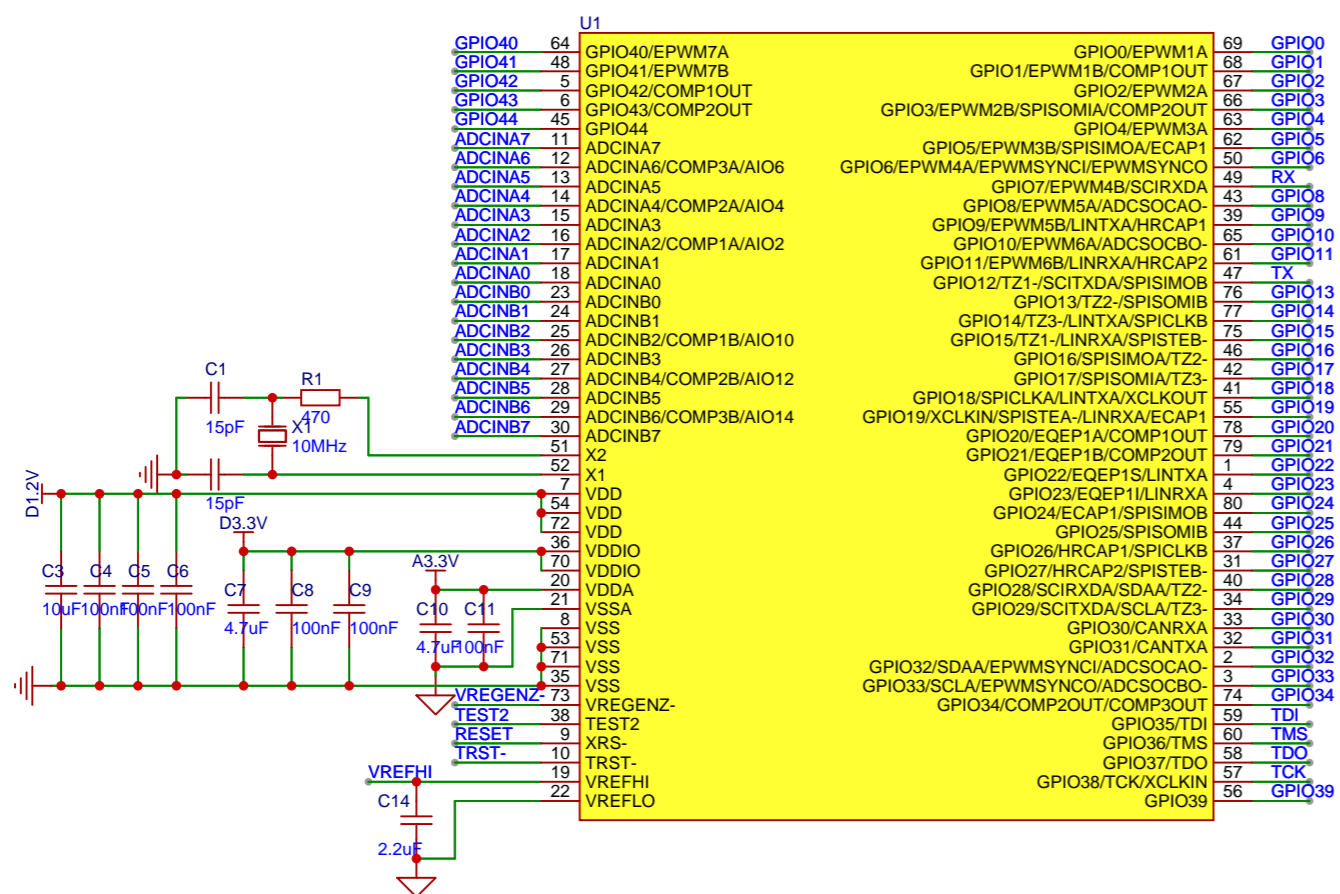 U1
GPIO40 64 GPIO40/EPWM7A GPIO0/EPWM1A 69 GPIO0
GPIO41 48 GPIO41/EPWM7B GPIO1/EPWM1B/COMP1OUT 68 GPIO1
GPIO42 5 GPIO42/COMP1OUT GPIO2/EPWM2A 67 GPIO2
GPIO43 6 GPIO43/COMP2OUT GPIO3/EPWM2B/SPISOMIA/COMP2OUT 66 GPIO3
GPIO44 45 GPIO44 GPIO4/EPWM3A 63 GPIO4
ADCINA7 11 ADCINA7 GPIO5/EPWM3B/SPISIMOA/ECAP1 62 GPIO5
ADCINA6 12 ADCINA6/COMP3A/AIO6 GPIO6/EPWM4A/EPWMSYNCI/EPWMSYNCO 50 GPIO6
ADCINA5 13 ADCINA5 GPIO7/EPWM4B/SCIRXDA 49 RX
ADCINA4 14 ADCINA4/COMP2A/AIO4 GPIO8/EPWM5A/ADCSOCAO- 43 GPIO8
ADCINA3 15 ADCINA3 GPIO9/EPWM5B/LINTXA/HRCAP1 39 GPIO9
ADCINA2 16 ADCINA2/COMP1A/AIO2 GPIO10/EPWM6A/ADCSOCBO- 65 GPIO10
ADCINA1 17 ADCINA1 GPIO11/EPWM6B/LINRXA/HRCAP2 61 GPIO11
ADCINA0 18 ADCINA0 GPIO12/TZ1-/SCITXDA/SPISIMOB 47 TX
ADCINB0 23 ADCINB0 GPIO13/TZ2-/SPISOMIB 76 GPIO13
ADCINB1 24 ADCINB1 GPIO14/TZ3-/LINTXA/SPICLKB 77 GPIO14
ADCINB2 25 ADCINB2/COMP1B/AIO10 GPIO15/TZ1-/LINRXA/SPISTEB- 75 GPIO15
ADCINB3 26 ADCINB3 GPIO16/SPISIMOA/TZ2- 46 GPIO16
C1 R1 ADCINB4 27 ADCINB4/COMP2B/AIO12 GPIO17/SPISOMIA/TZ3- 42 GPIO17
ADCINB5 28 ADCINB5 GPIO18/SPICLKA/LINTXA/XCLKOUT 41 GPIO18
470
ADCINB6 29 ADCINB6/COMP3B/AIO14 GPIO19/XCLKIN/SPISTEA-/LINRXA/ECAP1 55 GPIO19
15pF X1
ADCINB7 30 ADCINB7 GPIO20/EQEP1A/COMP1OUT 78 GPIO20
10MHz
51 X2 GPIO21/EQEP1B/COMP2OUT 79 GPIO21
52 X1 GPIO22/EQEP1S/LINTXA 1 GPIO22
D1.2V
7 VDD GPIO23/EQEP1I/LINRXA 4 GPIO23
15pF
54 VDD GPIO24/ECAP1/SPISIMOB 80 GPIO24
D3.3V
72 VDD GPIO25/SPISOMIB 44 GPIO25
36 VDDIO GPIO26/HRCAP1/SPICLKB 37 GPIO26
A3.3V
C3 C4 C5 C6 70 VDDIO GPIO27/HRCAP2/SPISTEB- 31 GPIO27
C7 C8 C9 20 VDDA GPIO28/SCIRXDA/SDAA/TZ2- 40 GPIO28
10uF 100nF 100nF 100nF C10 C11 21 VSSA GPIO29/SCITXDA/SCLA/TZ3- 34 GPIO29
4.7uF 100nF 100nF 8 VSS GPIO30/CANRXA 33 GPIO30
4.7uF 100nF 53 VSS GPIO31/CANTXA 32 GPIO31
71 VSS GPIO32/SDAA/EPWMSYNCI/ADCSOCAO- 2 GPIO32
35 VSS GPIO33/SCLA/EPWMSYNCO/ADCSOCBO- 3 GPIO33
VREGENZ- 73 VREGENZ- GPIO34/COMP2OUT/COMP3OUT 74 GPIO34
TEST2 38 TEST2 GPIO35/TDI 59 TDI
RESET 9 XRS- GPIO36/TMS 60 TMS
TRST- 10 TRST- GPIO37/TDO 58 TDO
VREFHI 19 VREFHI GPIO38/TCK/XCLKIN 57 TCK
C14 22 VREFLO GPIO39 56 GPIO39
2.2uF